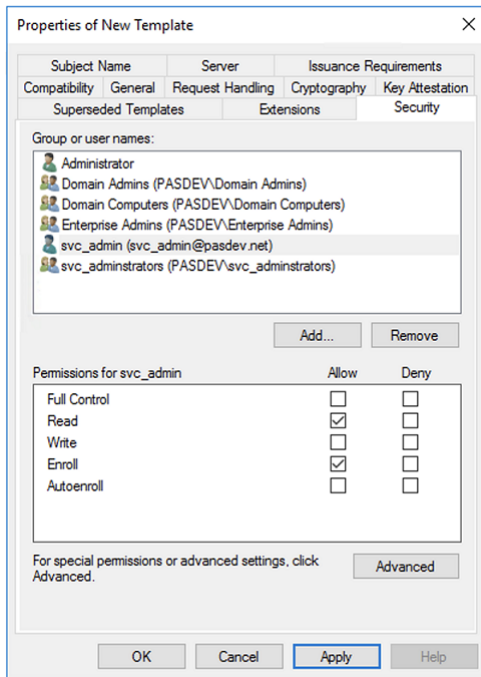 Properties of New Template
Subject Name Server Issuance Requirements
Compatibility General Request Handling Cryptography Key Attestation
Superseded Templates Extensions Security
Group or user names:
Administrator
Domain Admins (PASDEV\Domain Admins)
Domain Computers (PASDEV\Domain Computers)
Enterprise Admins (PASDEV\Enterprise Admins)
svc_admin (svc_admin@pasdev.net)
svc_adminstrators (PASDEV\svc_adminstrators)
Add... Remove
Permissions for svc_admin Allow Deny
Full Control
Read
Write
Enroll
Autoenroll
For special permissions or advanced settings, click
Advanced.
Advanced
OK Cancel Apply Help